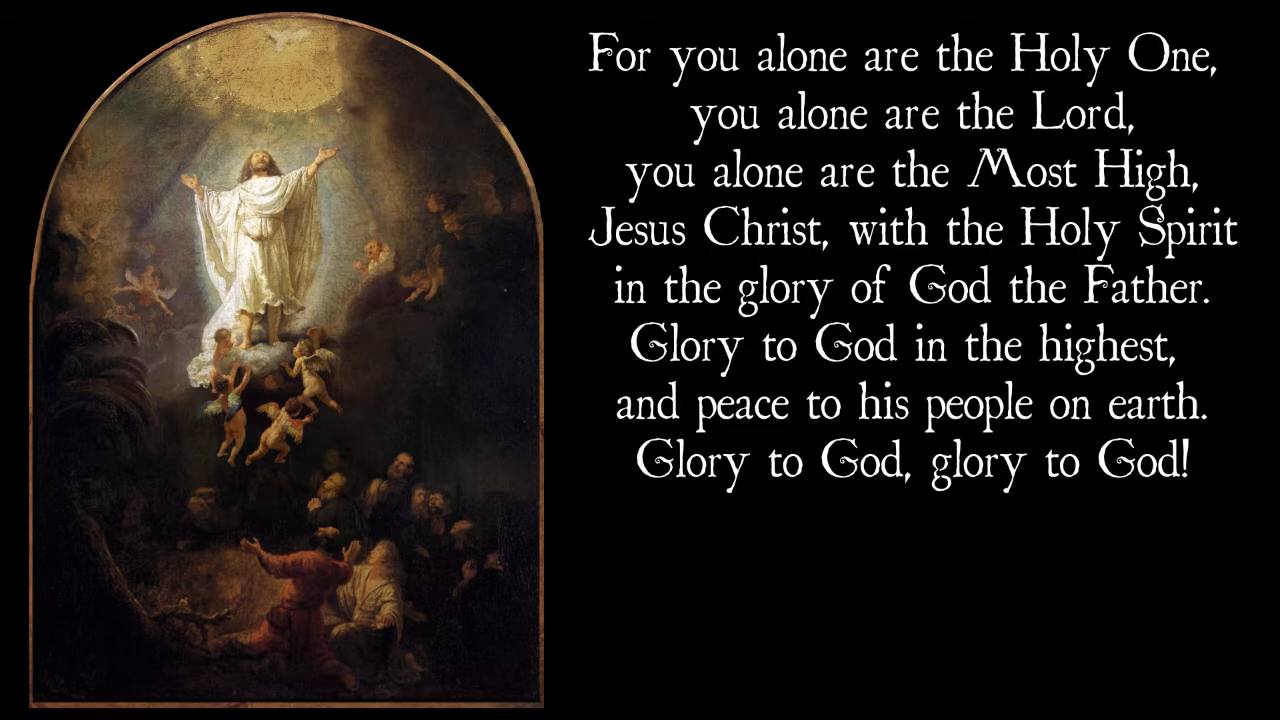 For you alone are the Holy One,
you alone are the Lord,
you alone are the Most High,
Jesus Christ, with the Holy Spirit
in the glory of God the Father.
Glory to God in the highest,
and peace to his people on earth.
Glory to God, glory to God!